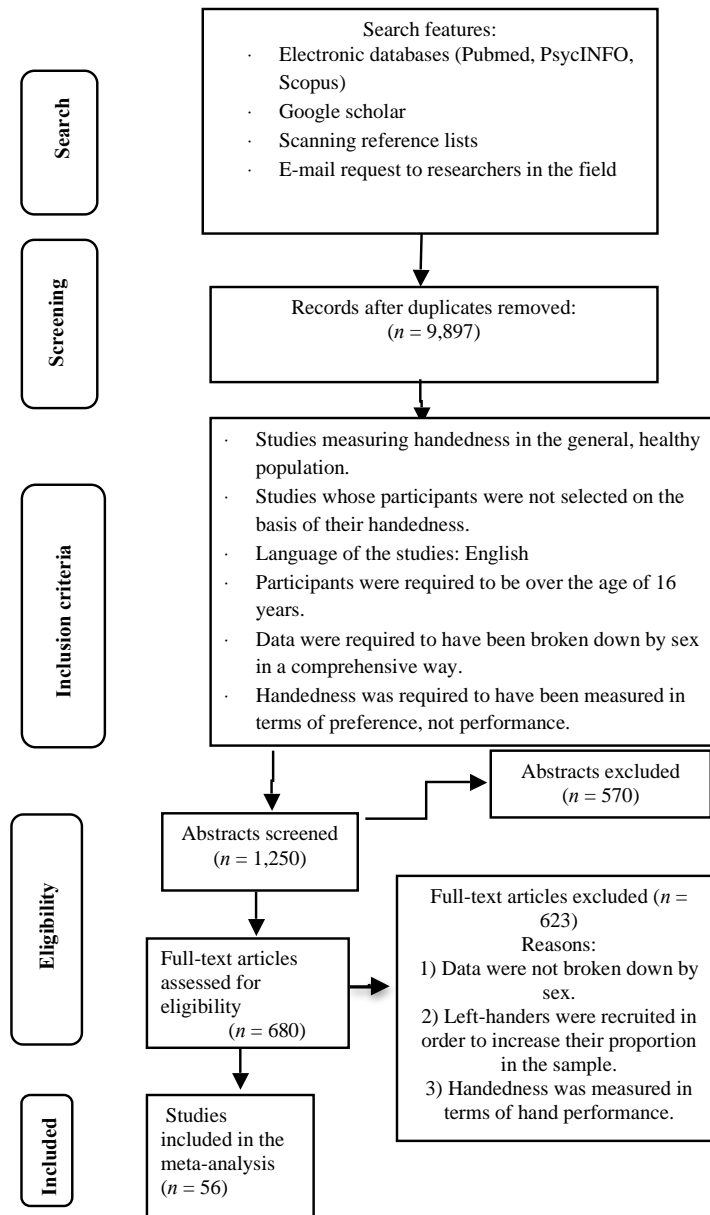 Search
Search features:
· Electronic databases (Pubmed, PsycINFO,
Scopus)
· Google scholar
· Scanning reference lists
· E-mail request to researchers in the field
Screening
Records after duplicates removed:
(n = 9,897)
Inclusion criteria
· Studies measuring handedness in the general, healthy
population.
· Studies whose participants were not selected on the
basis of their handedness.
· Language of the studies: English
· Participants were required to be over the age of 16
years.
· Data were required to have been broken down by sex
in a comprehensive way.
· Handedness was required to have been measured in
terms of preference, not performance.
Eligibility
Abstracts screened
(n = 1,250)
Abstracts excluded
(n = 570)
Full-text articles
assessed for
eligibility
(n = 680)
Full-text articles excluded (n =
623)
Reasons:
1) Data were not broken down by
sex.
2) Left-handers were recruited in
order to increase their proportion
in the sample.
3) Handedness was measured in
terms of hand performance.
Included
Studies
included in the
meta-analysis
(n = 56)